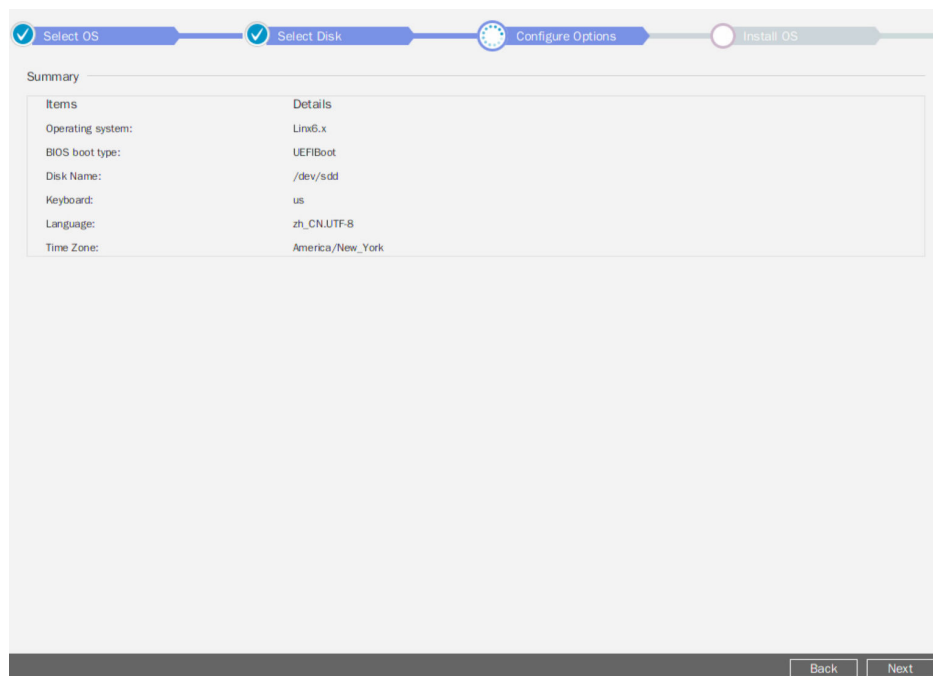 Select OS Select Disk Configure Options Install OS
Summary
Items Details
Operating system: Linx6.x
BIOS boot type: UEFIBoot
Disk Name: /dev/sdd
Keyboard: us
Language: zh_CN.UTF-8
Time Zone: America/New_York
Back Next